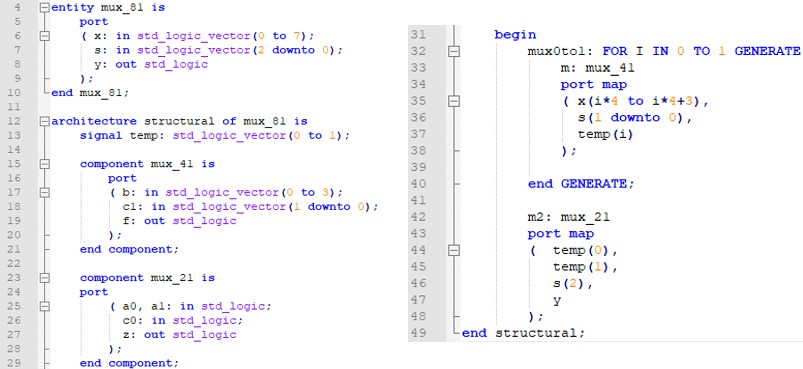 4 entity mux_81 is
5 port
6 ( x: in std_logic_vector(0 to 7);
7 s: in std_logic_vector(2 downto 0);
8 y: out std_logic
9 );
10 end mux_81;
11
12 architecture structural of mux_81 is
13 signal temp: std_logic_vector(0 to 1);
14
15 component mux_41 is
16 port
17 ( b: in std_logic_vector(0 to 3);
18 c1: in std_logic_vector(1 downto 0);
19 f: out std_logic
20 );
21 end component;
22
23 component mux_21 is
24 port
25 ( a0, a1: in std_logic;
26 c0: in std_logic;
27 z: out std_logic
28 );
29 end component;
31 begin
32 mux0to1: FOR I IN 0 TO 1 GENERATE
33 m: mux_41
34 port map
35 ( x(i*4 to i*4+3),
36 s(1 downto 0),
37 temp(i)
38 );
39
40 end GENERATE;
41
42 m2: mux_21
43 port map
44 ( temp(0),
45 temp(1),
46 s(2),
47 y
48 );
49 end structural;